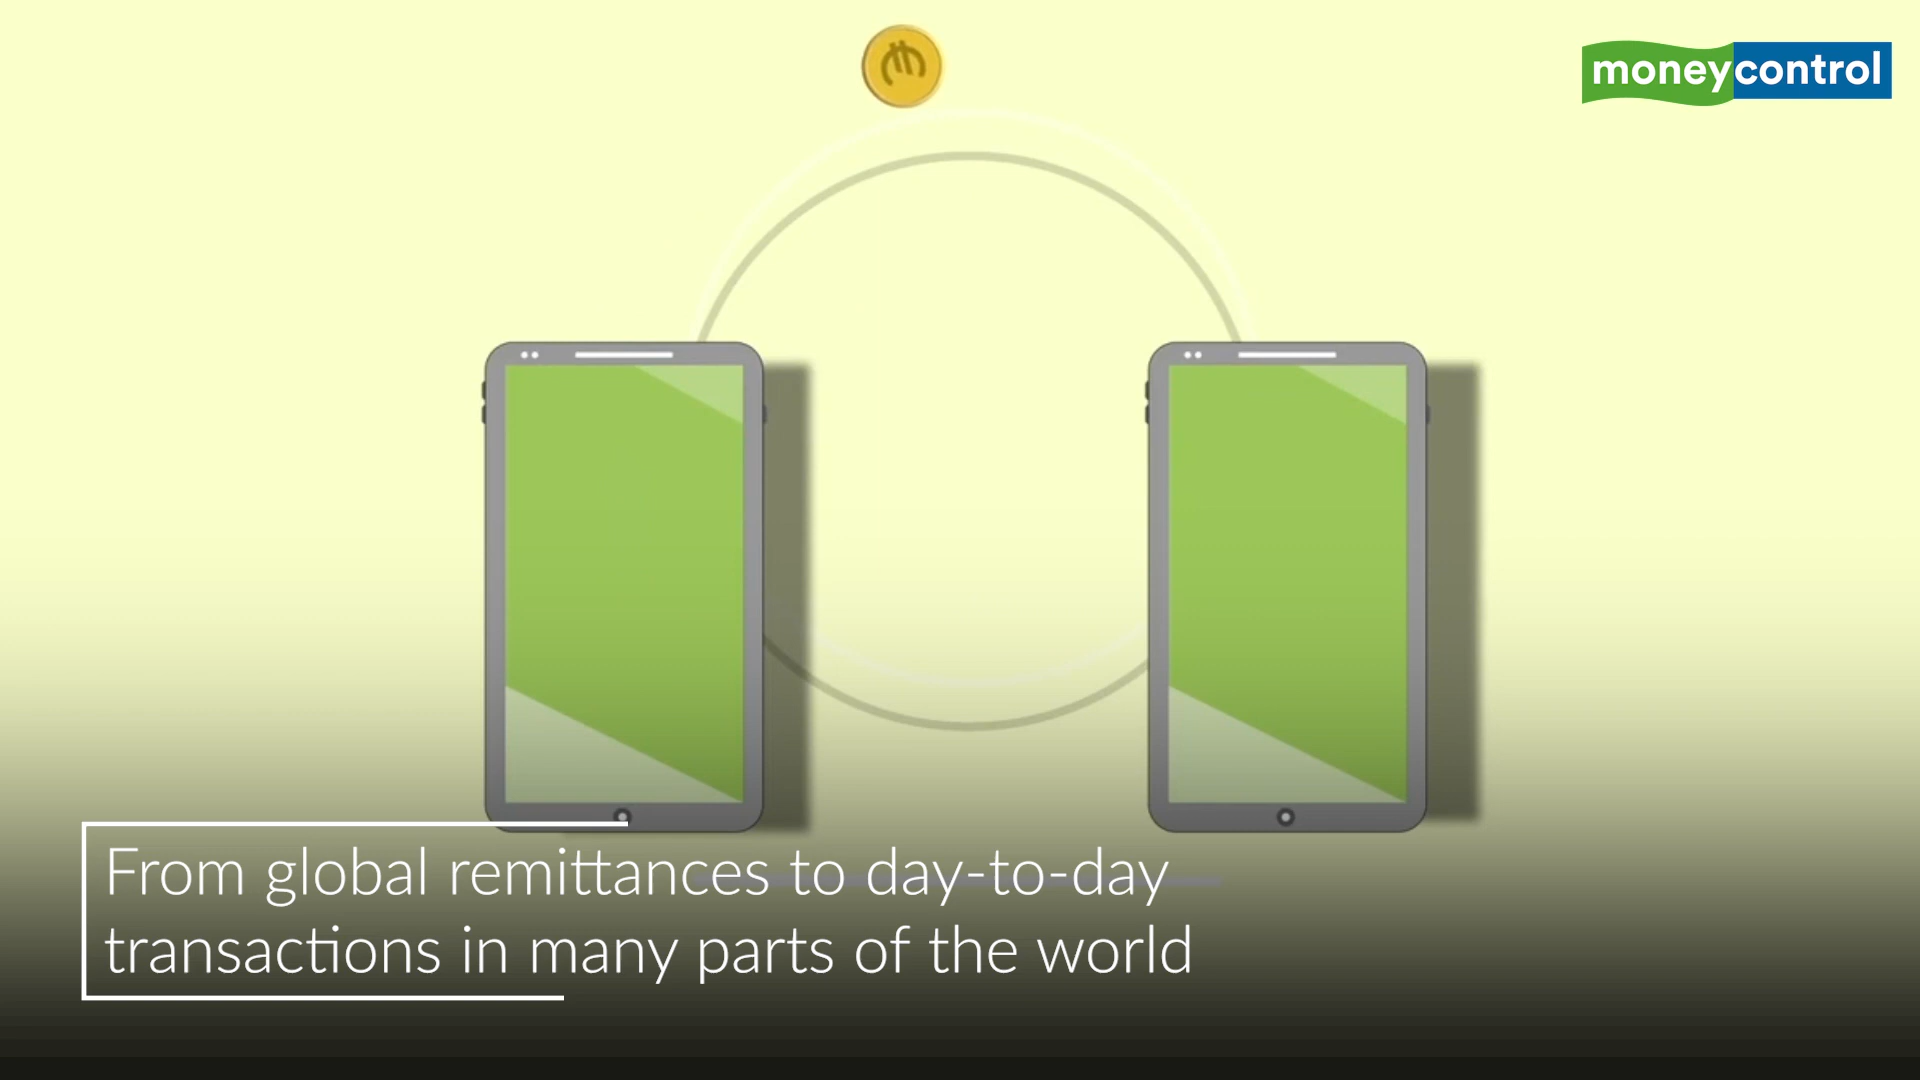 moneycontrol
From global remittances to day-to-day
transactions in many parts of the world